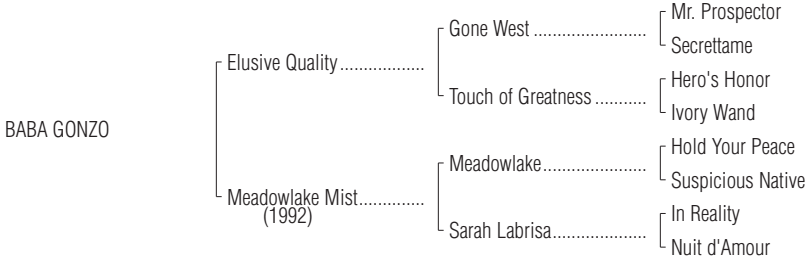 Mr. Prospector
Gone West ........................
Secrettame
Elusive Quality ..................
Hero's Honor
Touch of Greatness ...........
Ivory Wand
BABA GONZO
Hold Your Peace
Meadowlake......................
Suspicious Native
Meadowlake Mist..............
(1992)
In Reality
Sarah Labrisa....................
Nuit d'Amour